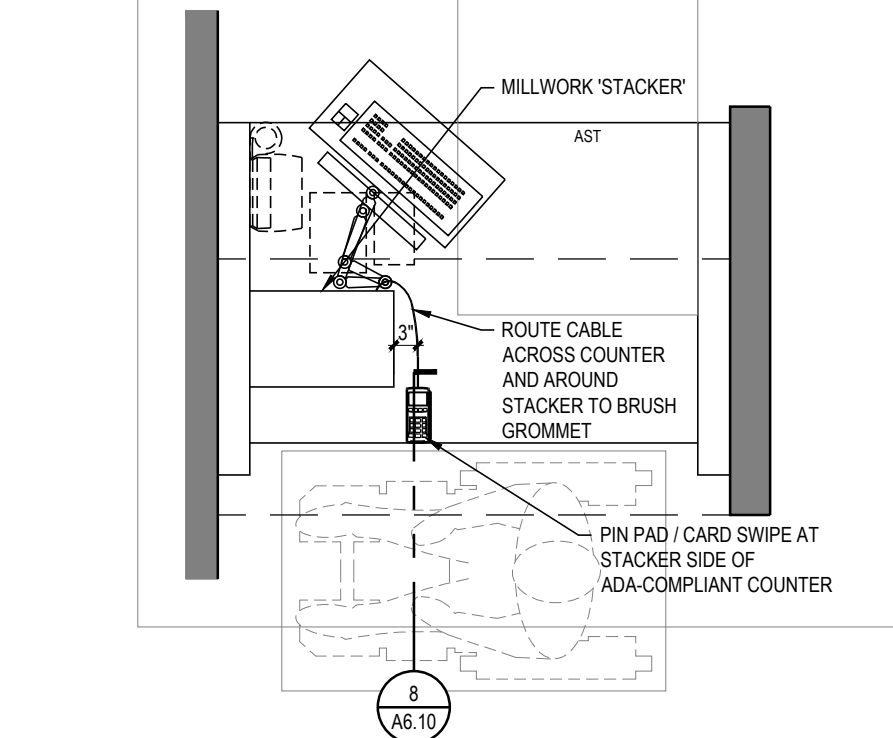 MILLWORK 'STACKER'
AST
3"
ROUTE CABLE
ACROSS COUNTER
AND AROUND
STACKER TO BRUSH
GROMMET
PIN PAD / CARD SWIPE AT
STACKER SIDE OF
ADA-COMPLIANT COUNTER
8
A6.10